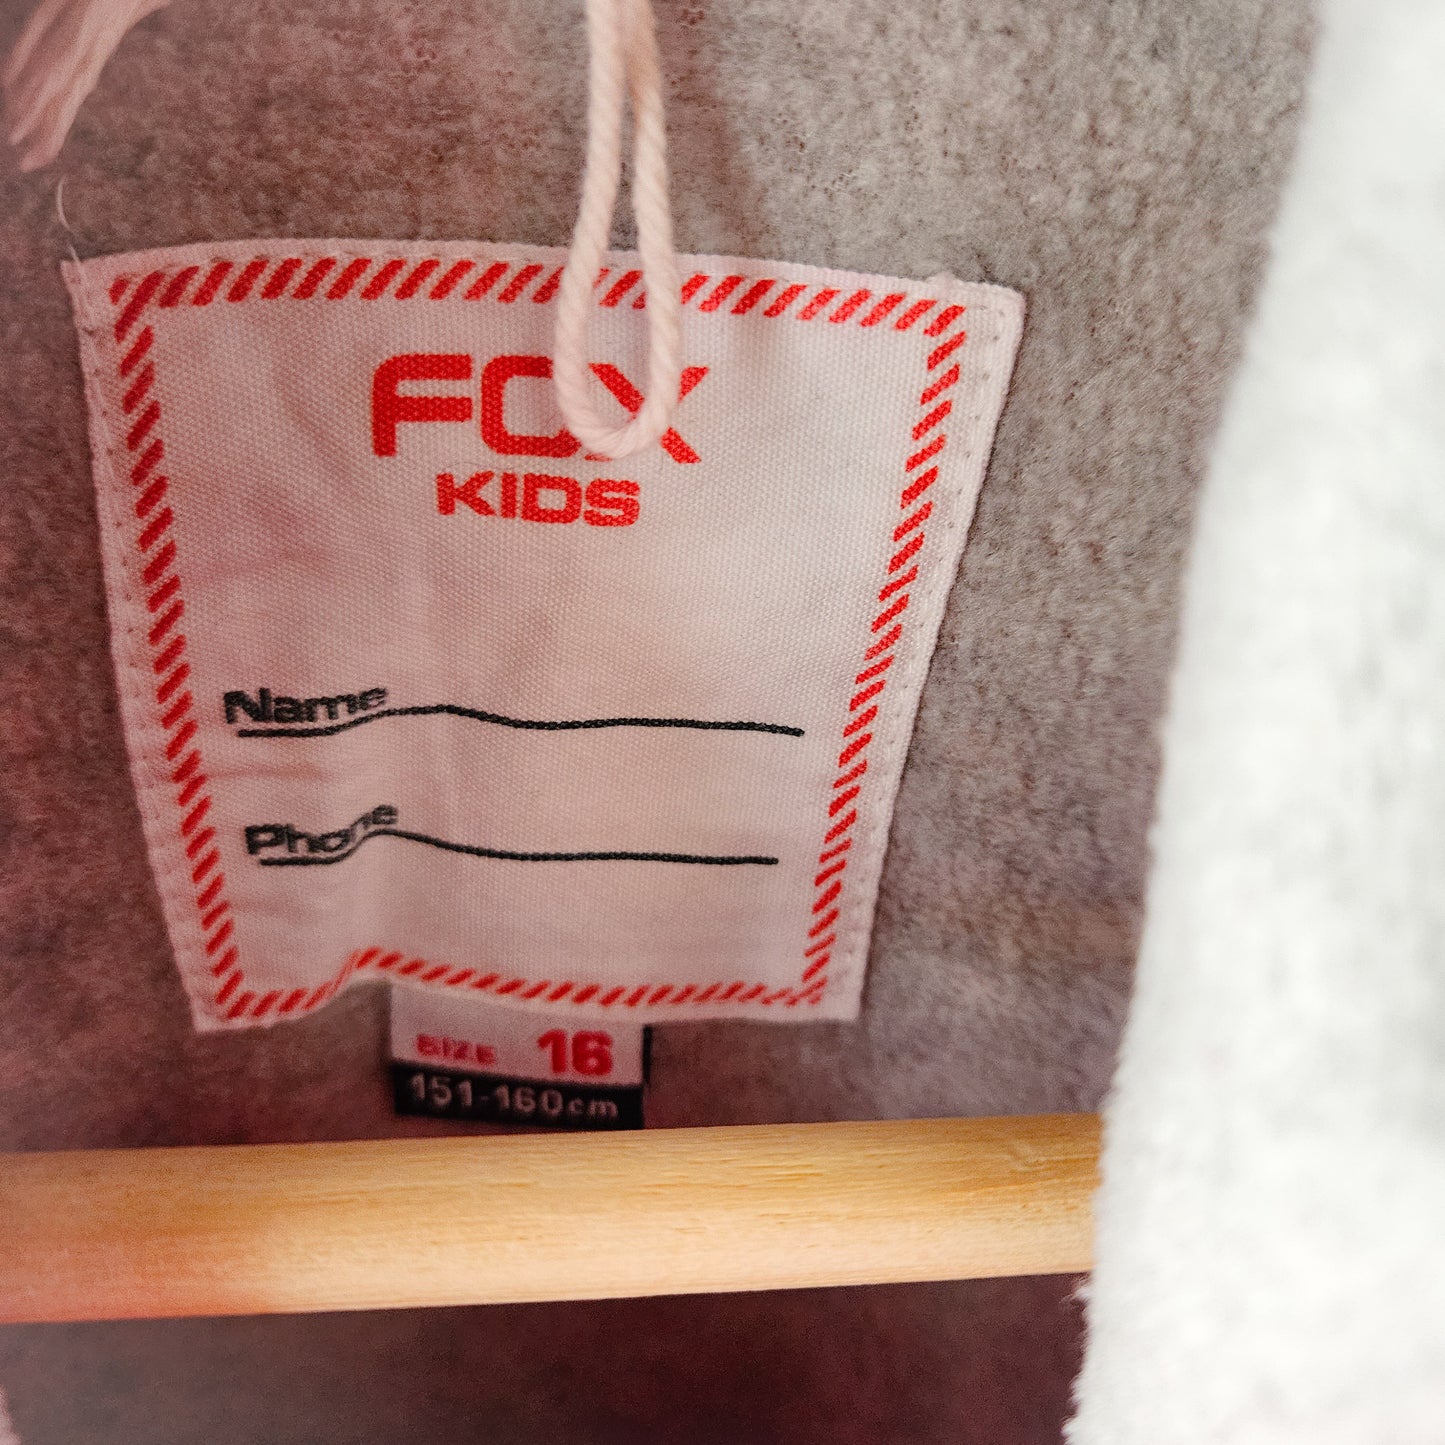 FOX
KIDS
Name
Phone
SIZE 16
151-160cm